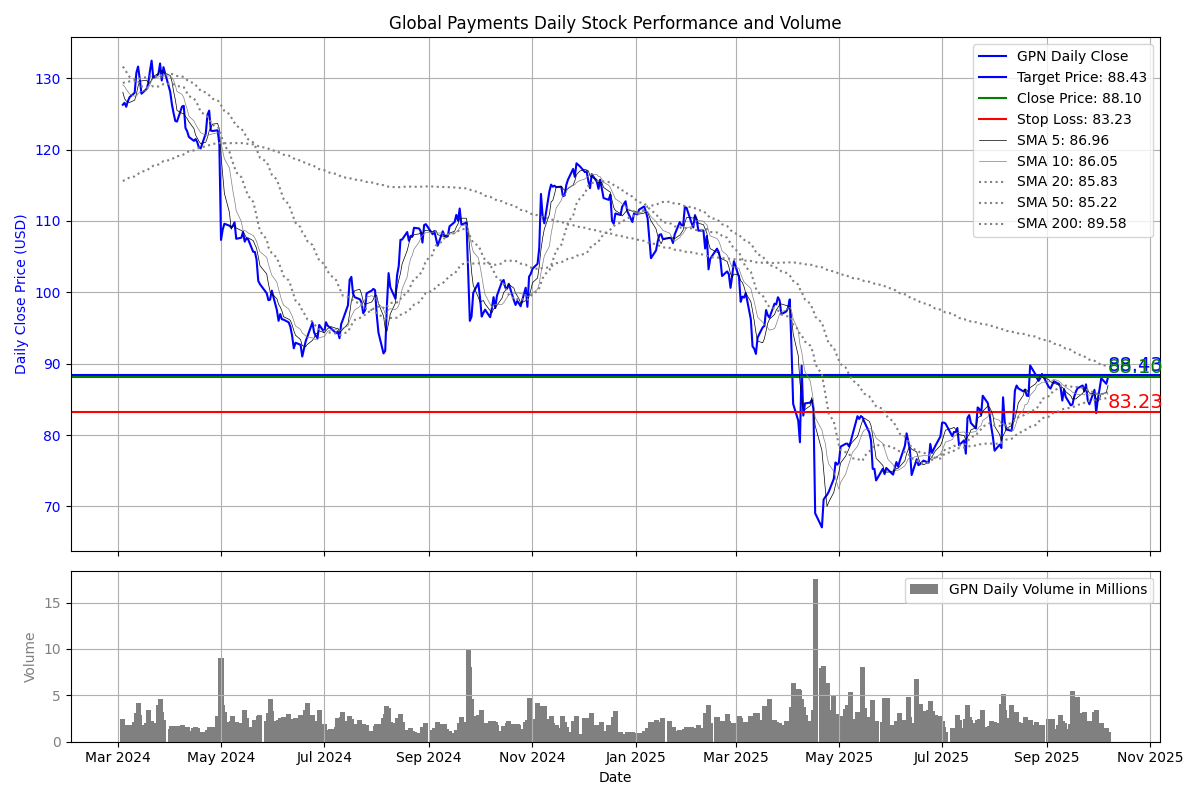 Global Payments Daily Stock Performance and Volume
GPN Daily Close
Target Price: 88.43
Close Price: 88.10
Stop Loss: 83.23
SMA 5: 86.96
SMA 10: 86.05
SMA 20: 85.83
SMA 50: 85.22
SMA 200: 89.58
Daily Close Price (USD)
130
120
110
100
90
80
70
88.43
88.10
83.23
GPN Daily Volume in Millions
Volume
15
10
5
0
Mar 2024 May 2024 Jul 2024 Sep 2024 Nov 2024 Jan 2025 Mar 2025 May 2025 Jul 2025 Sep 2025 Nov 2025
Date